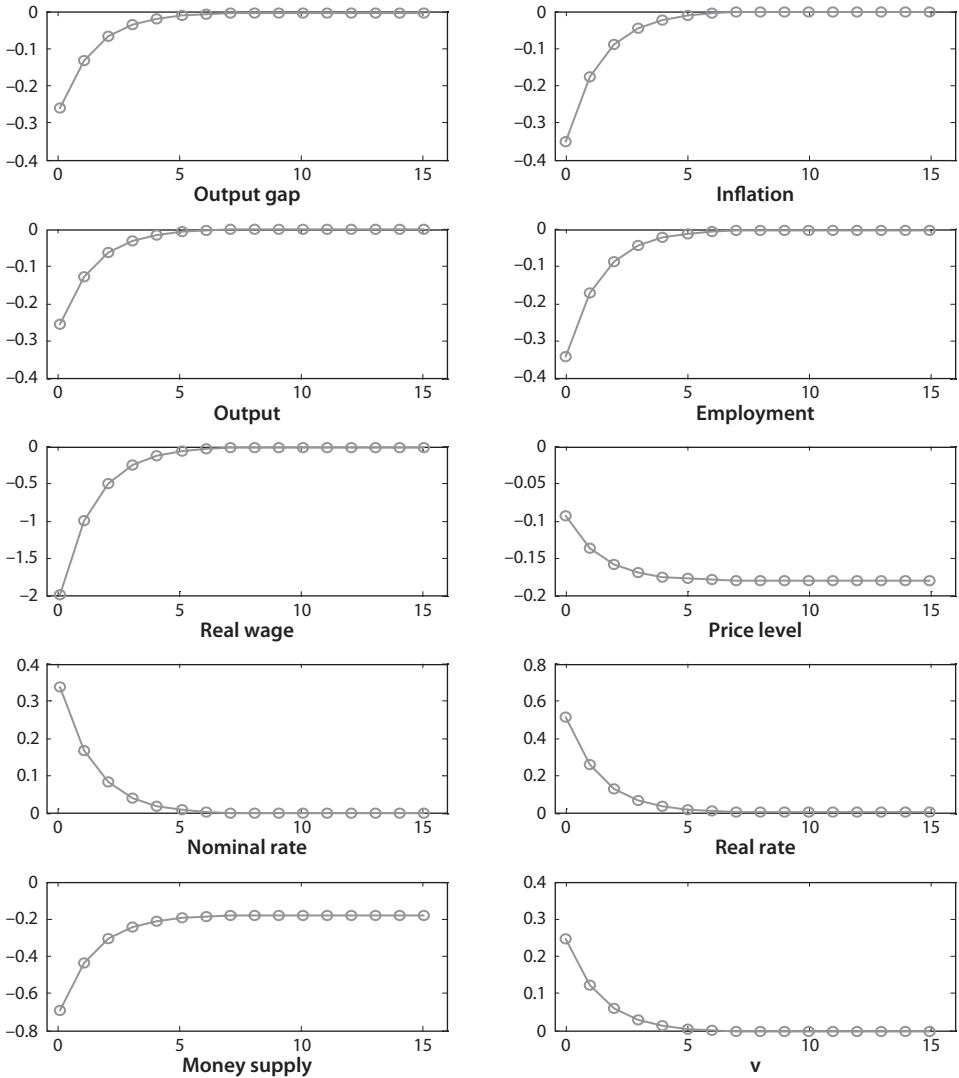 0 0
−0.1 −0.1
−0.2 −0.2
−0.3 −0.3
−0.4 −0.4
0 5 10 15 0 5 10 15
Output gap Inflation
0 0
−0.1 −0.1
−0.2 −0.2
−0.3 −0.3
−0.4 −0.4
0 5 10 15 0 5 10 15
Output Employment
0 0
−0.5 −0.05
−1 −0.1
−1.5 −0.15
−2 −0.2
0 5 10 15 0 5 10 15
Real wage Price level
0.4 0.8
0.3 0.6
0.2 0.4
0.1 0.2
0 0
0 5 10 15 0 5 10 15
Nominal rate Real rate
0 0.4
−0.2 0.3
−0.4 0.2
−0.6 0.1
−0.8 0
0 5 10 15 0 5 10 15
Money supply v